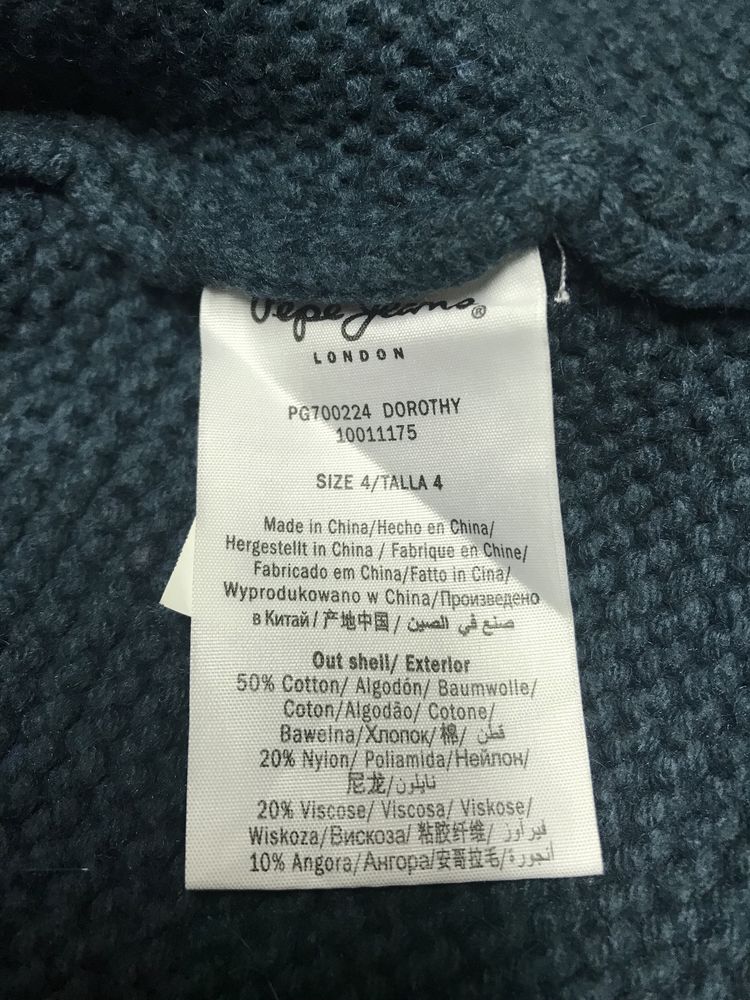 Pepe Jeans®
LONDON
PG700224 DOROTHY
10011175
SIZE 4/TALLA 4
Made in China/Hecho en China/
Hergestellt in China / Fabrique en Chine/
Fabricado em China/Fatto in Cina/
Wyprodukowano w China/Произведено
в Китай / 产地中国 / صنع في الصين
Out shell/ Exterior
50% Cotton/ Algodón/ Baumwolle/
Coton/ Algodão/ Cotone/
Bawełna/Хлопок/ 棉/ قطن
20% Nylon/ Poliamida/Нейлон/
尼龙/نايلون/
20% Viscose/ Viscosa/ Viskose/
Wiskoza/Вискоза/ 粘胶纤维/ فيراوز/
10% Angora/Ангора/安哥拉毛/أنجورة/